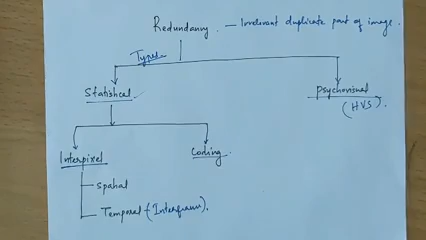 Redundancy. - Irrelevant duplicate part of image.
Types
Statistical
Psychovisual
(HVS).
Interpixel
Coding.
- Spatial
- Temporal - (Interframe).